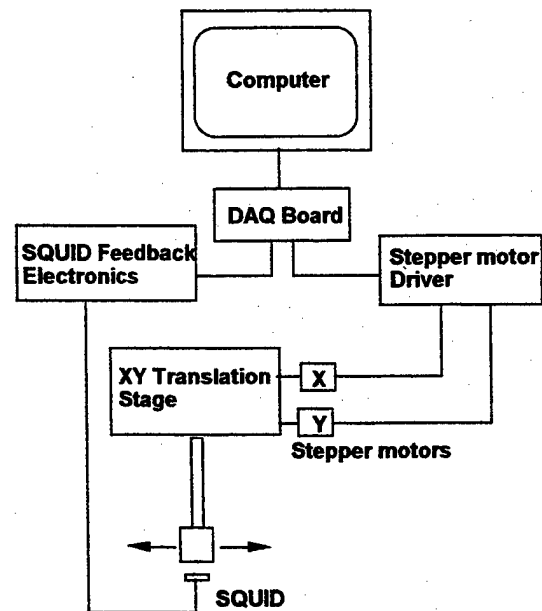 Computer
DAQ Board
SQUID Feedback
Electronics
Stepper motor
Driver
XY Translation
Stage
X
Y
Stepper motors
SQUID